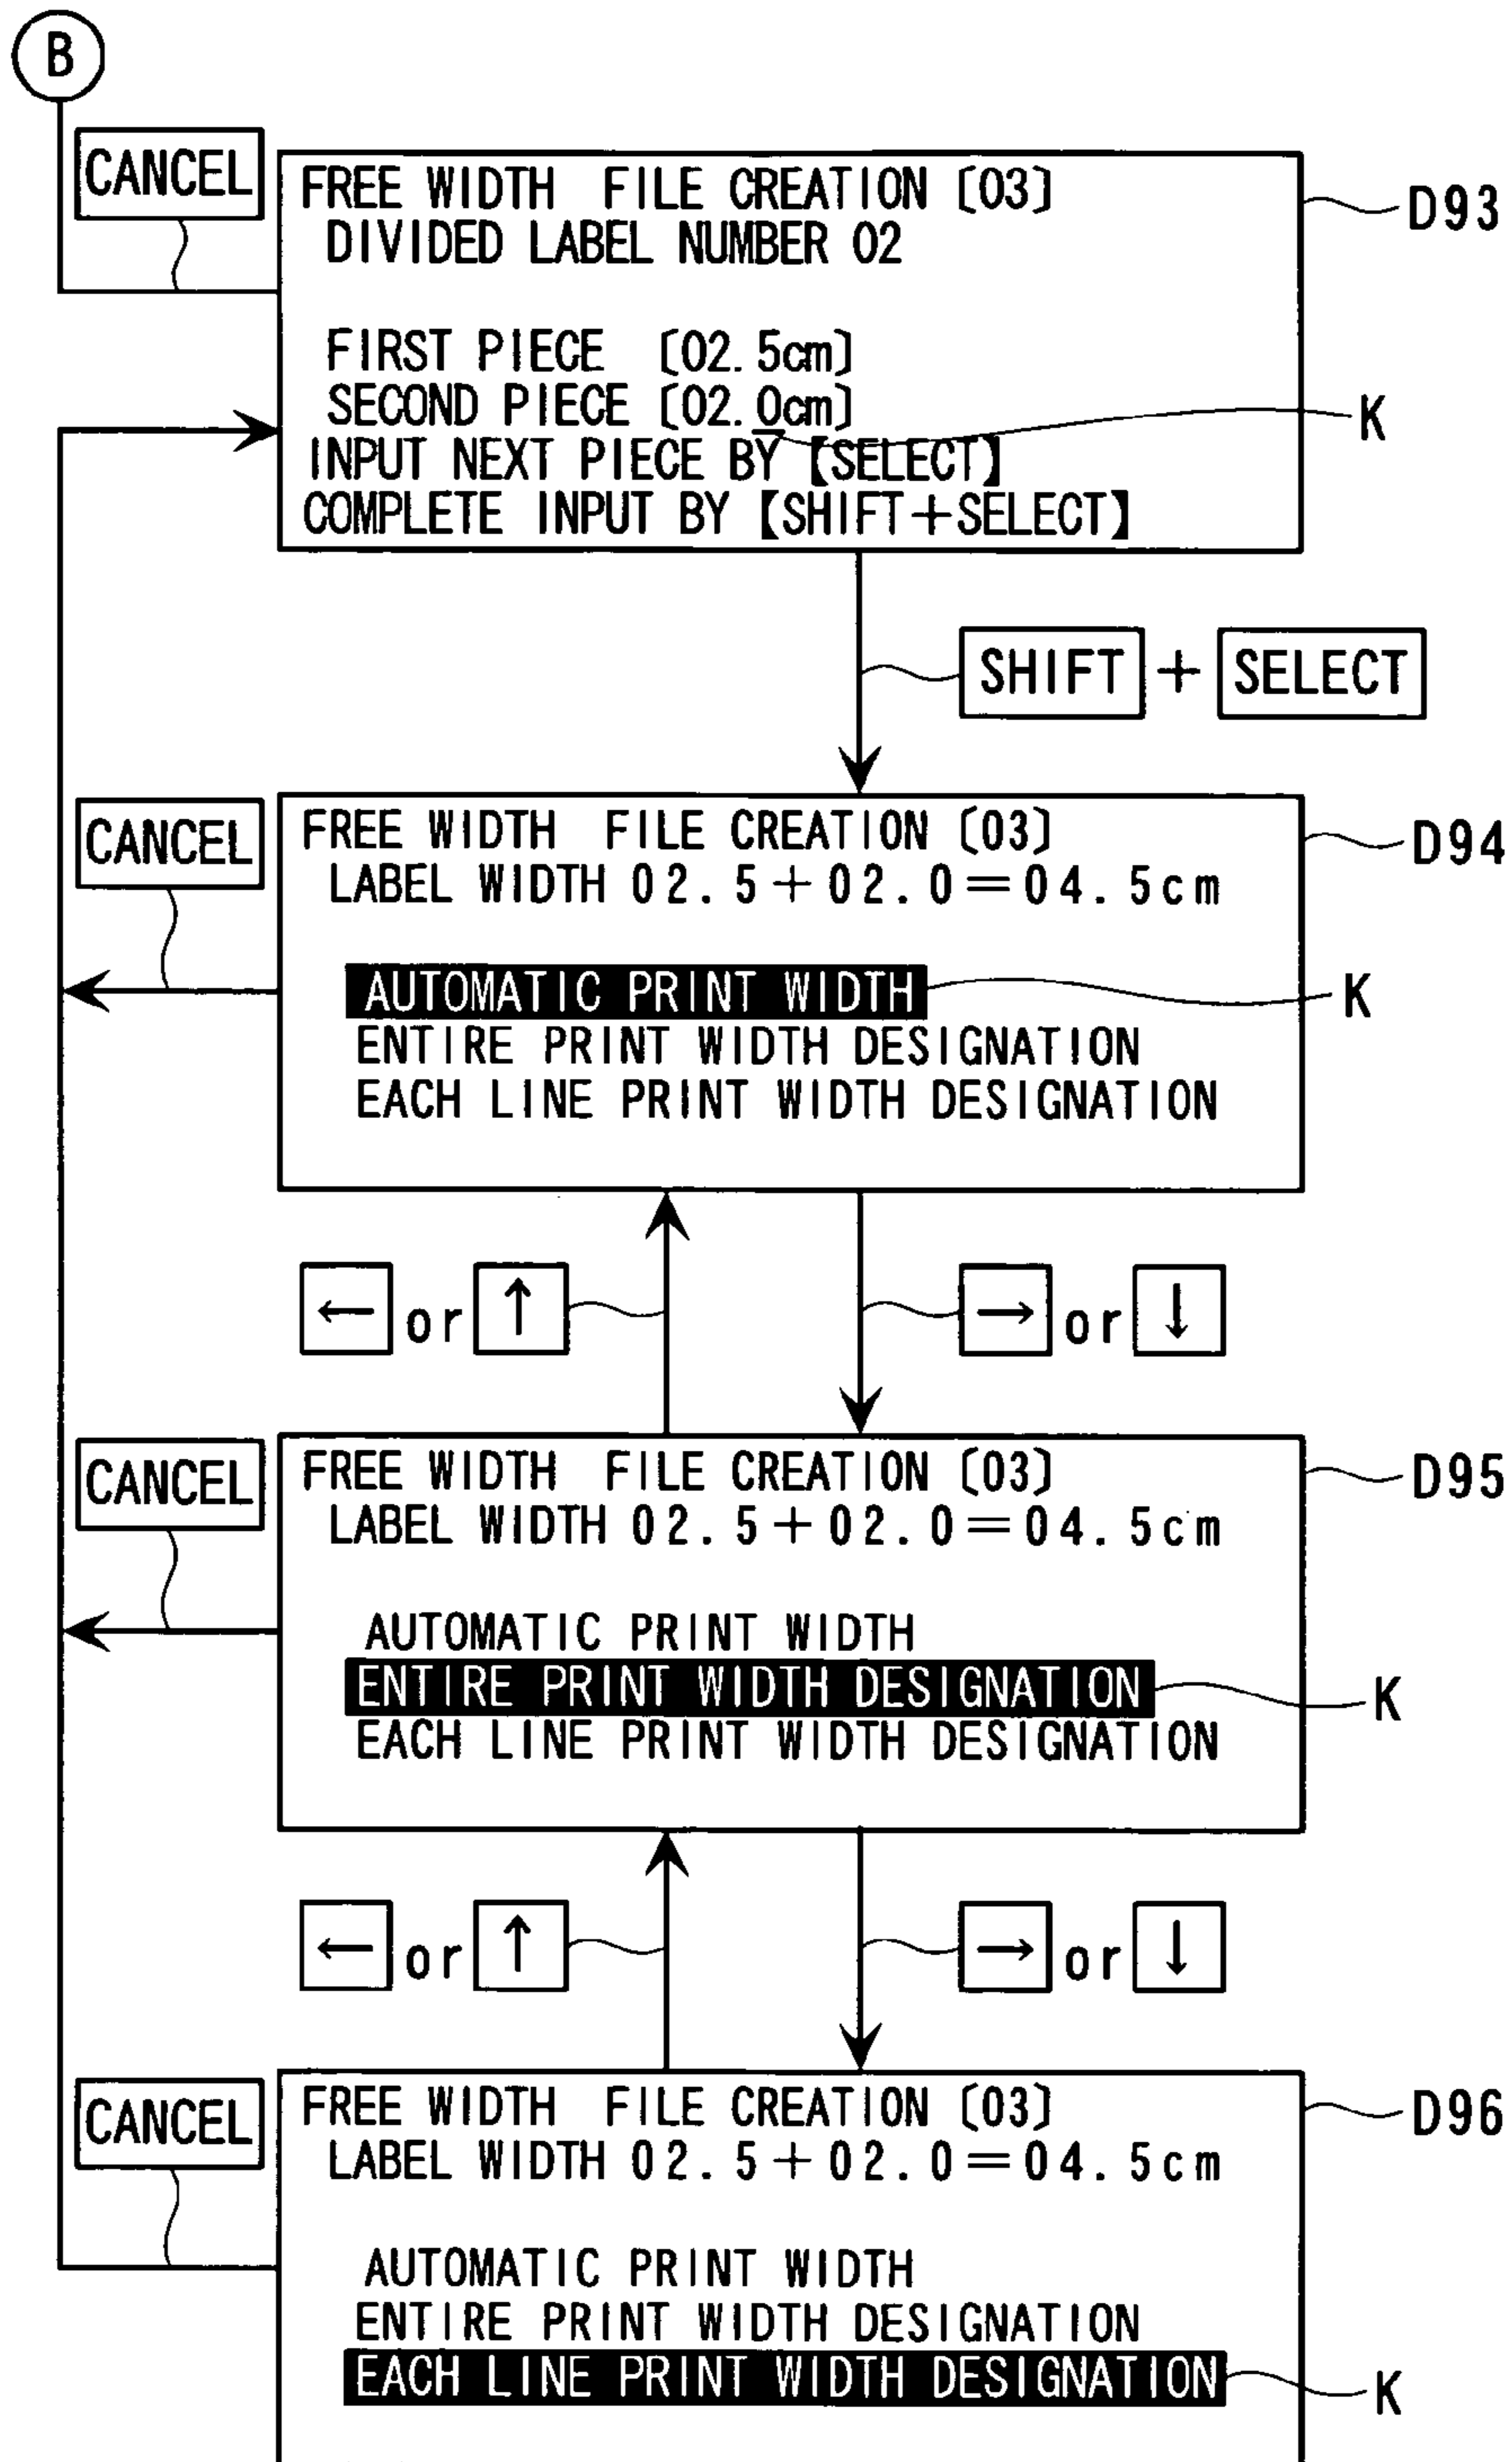 B
CANCEL
FREE WIDTH FILE CREATION [03]
D93
DIVIDED LABEL NUMBER 02
FIRST PIECE [02.5cm]
SECOND PIECE [02.0cm]
K
INPUT NEXT PIECE BY 【SELECT】
COMPLETE INPUT BY 【SHIFT+SELECT】
SHIFT + SELECT
CANCEL
FREE WIDTH FILE CREATION [03]
D94
LABEL WIDTH 02.5+02.0=04.5cm
AUTOMATIC PRINT WIDTH
K
ENTIRE PRINT WIDTH DESIGNATION
EACH LINE PRINT WIDTH DESIGNATION
← or ↑
→ or ↓
CANCEL
FREE WIDTH FILE CREATION [03]
D95
LABEL WIDTH 02.5+02.0=04.5cm
AUTOMATIC PRINT WIDTH
ENTIRE PRINT WIDTH DESIGNATION
K
EACH LINE PRINT WIDTH DESIGNATION
← or ↑
→ or ↓
CANCEL
FREE WIDTH FILE CREATION [03]
D96
LABEL WIDTH 02.5+02.0=04.5cm
AUTOMATIC PRINT WIDTH
ENTIRE PRINT WIDTH DESIGNATION
EACH LINE PRINT WIDTH DESIGNATION
K